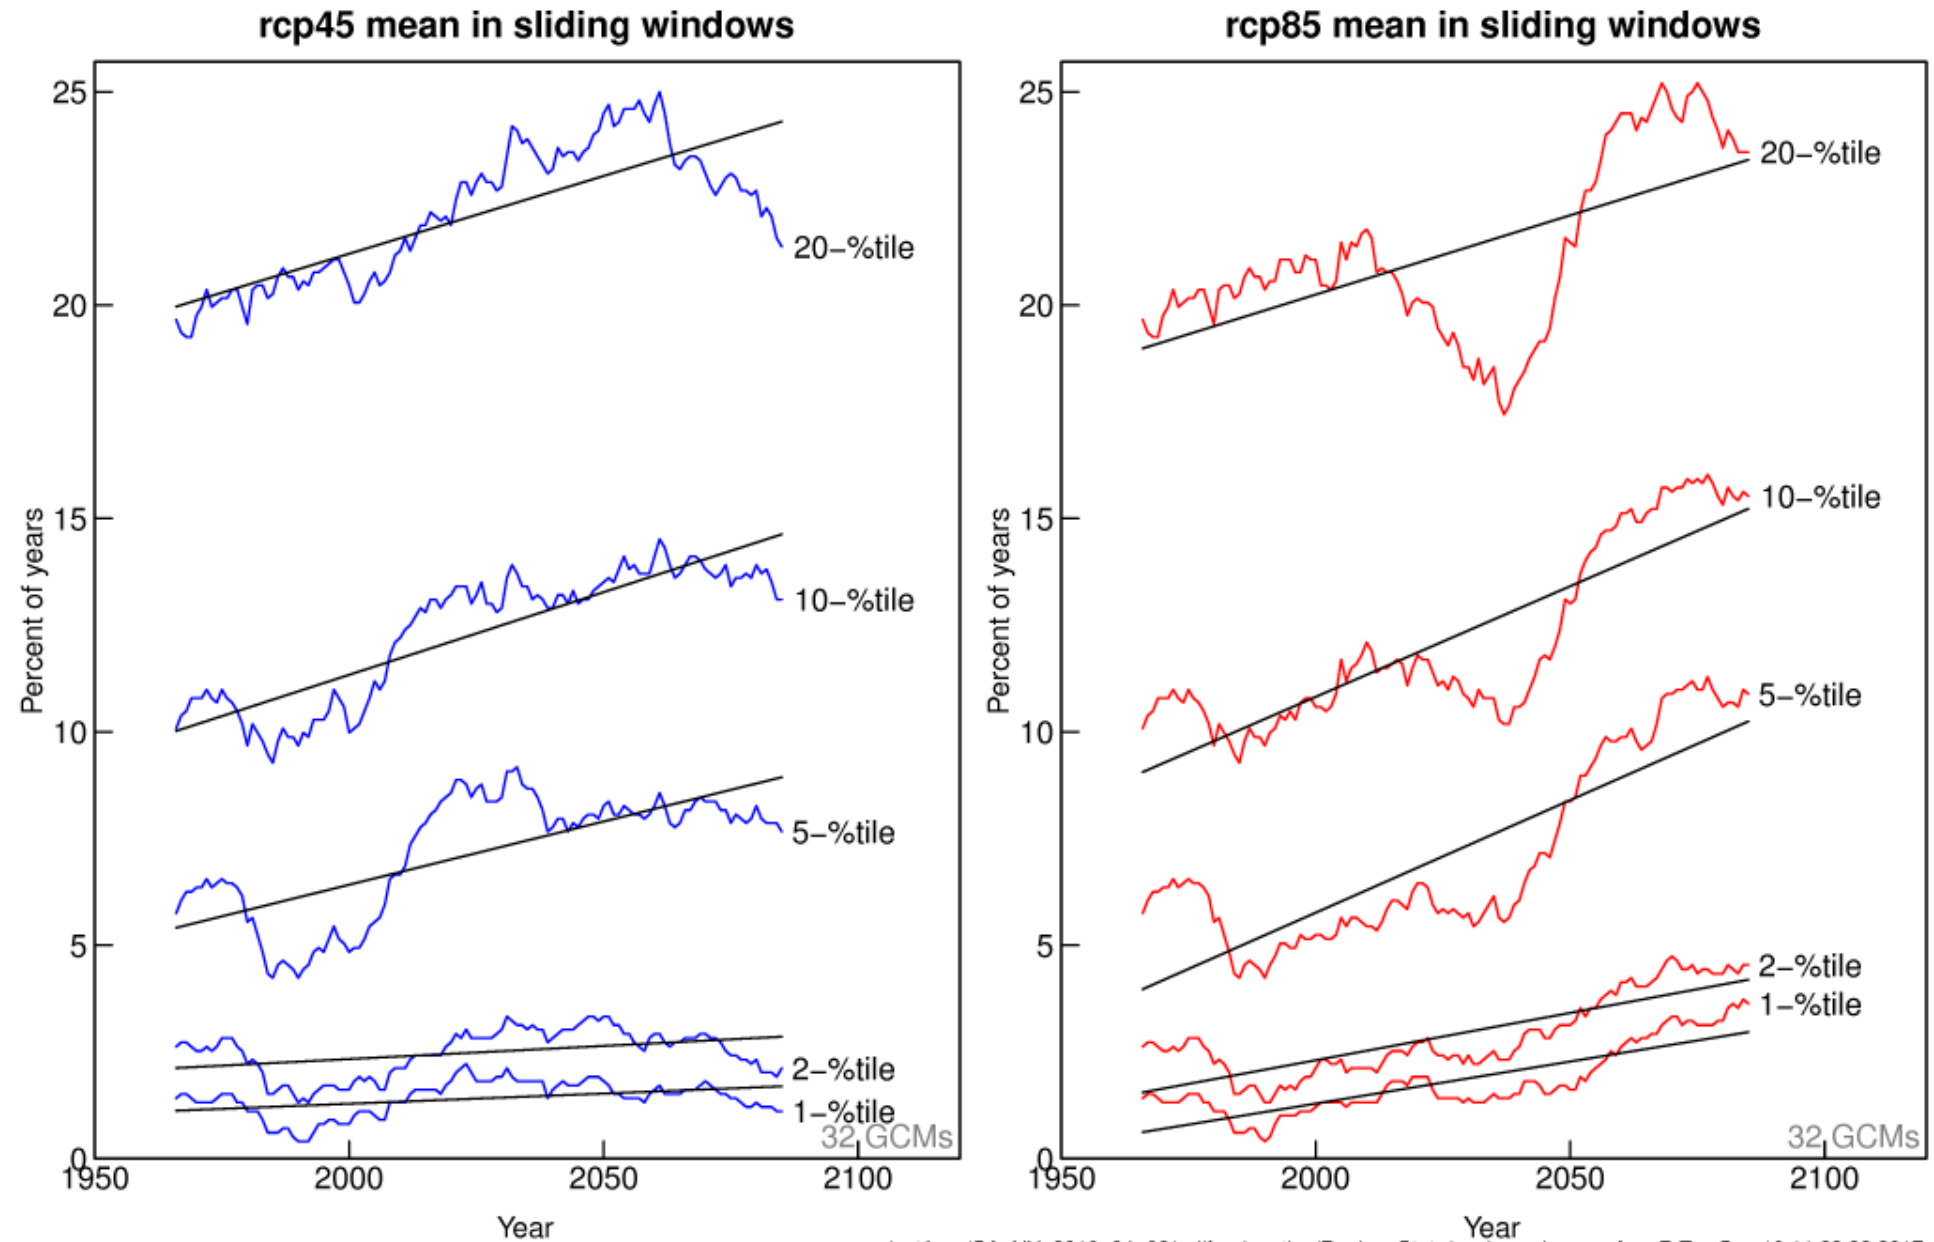 rcp45 mean in sliding windows
25
20
15
10
5
0
Percent of years
20-%tile
10-%tile
5-%tile
2-%tile
1-%tile
32 GCMs
1950
2000
2050
2100
Year
rcp85 mean in sliding windows
25
20
15
10
5
0
Percent of years
20-%tile
10-%tile
5-%tile
2-%tile
1-%tile
32 GCMs
1950
2000
2050
2100
Year